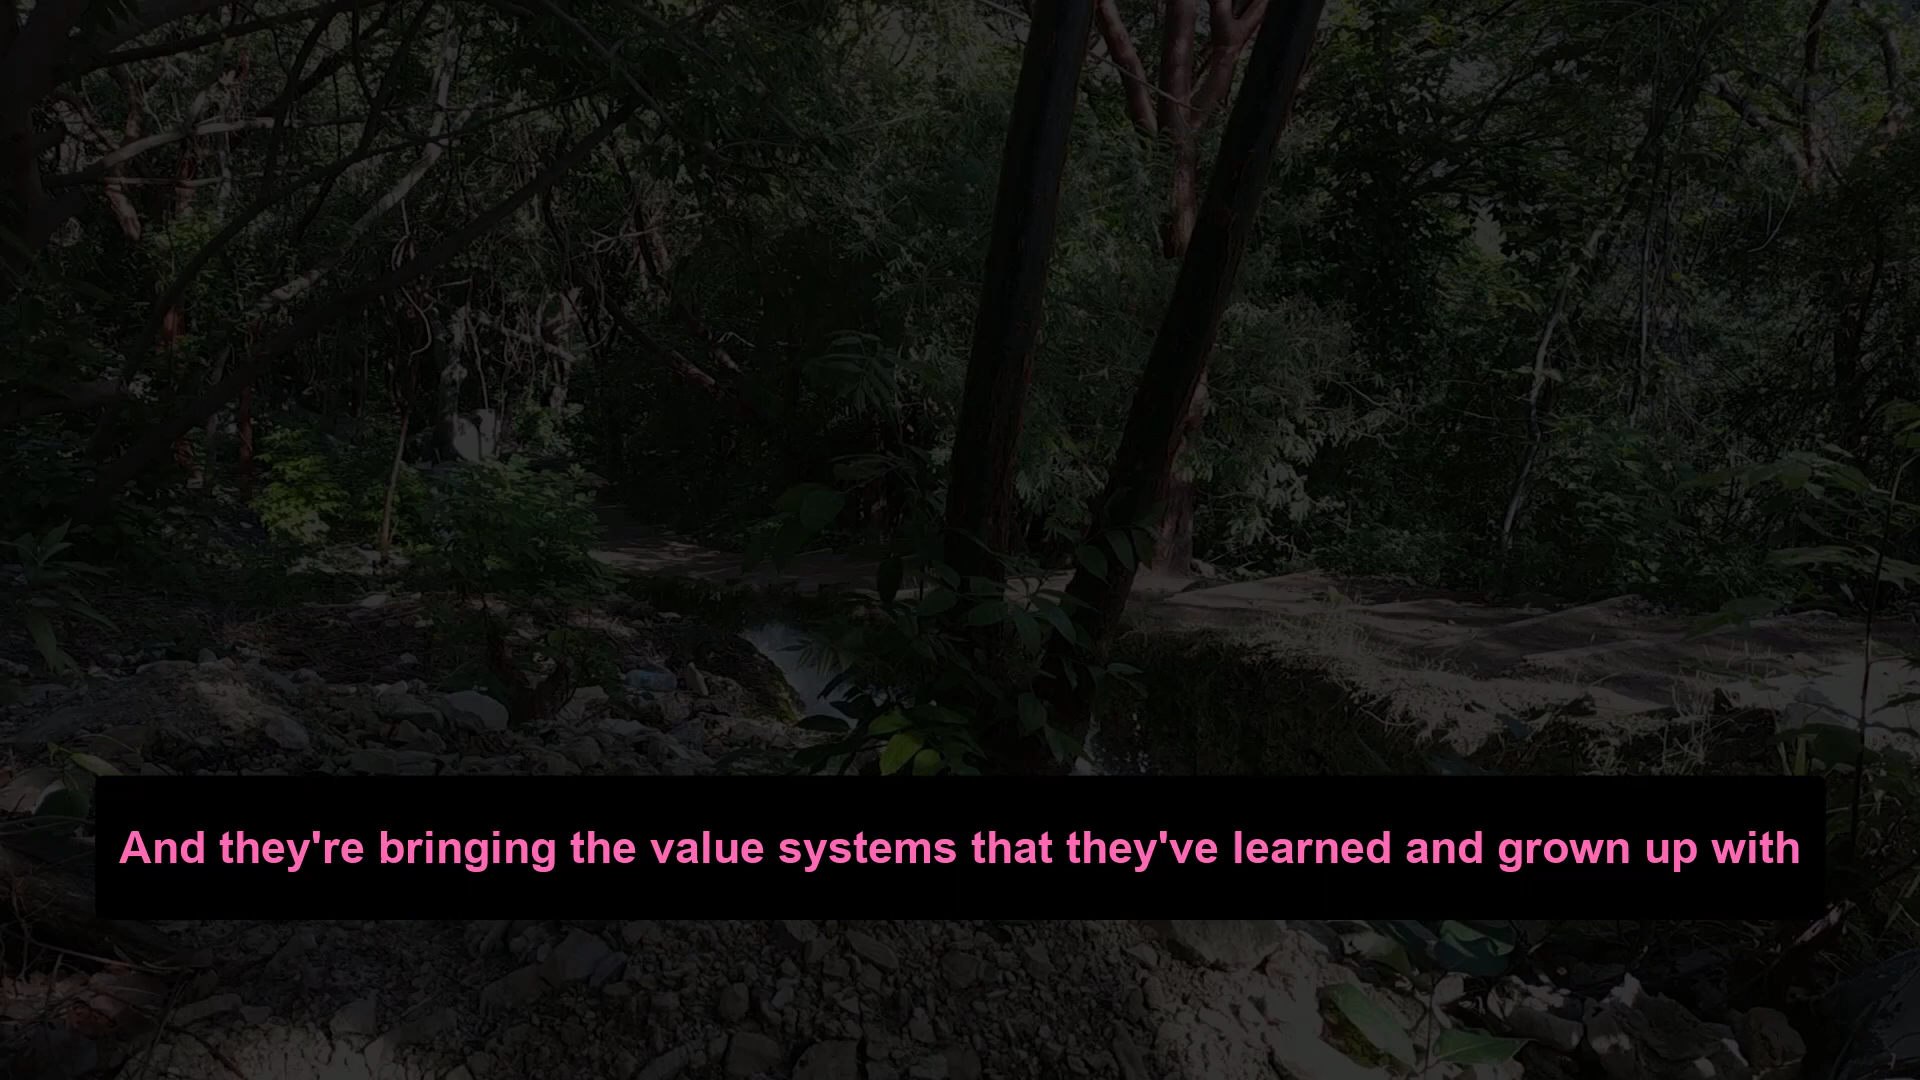 And they're bringing the value systems that they've learned and grown up with